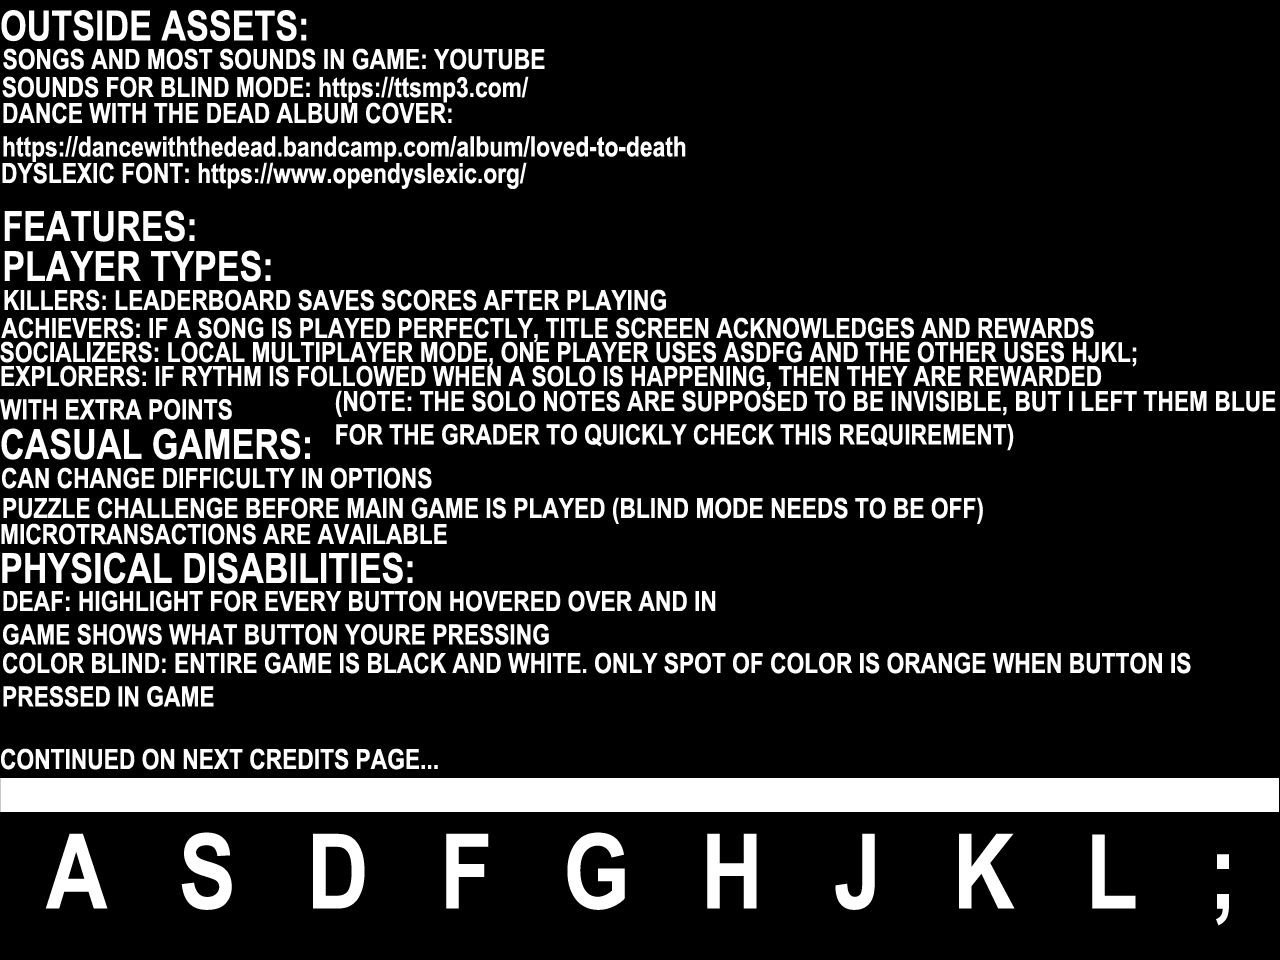 OUTSIDE ASSETS:
SONGS AND MOST SOUNDS IN GAME: YOUTUBE
SOUNDS FOR BLIND MODE: https://ttsmp3.com/
DANCE WITH THE DEAD ALBUM COVER:
https://dancewiththedead.bandcamp.com/album/loved-to-death
DYSLEXIC FONT: https://www.opendyslexic.org/
FEATURES:
PLAYER TYPES:
KILLERS: LEADERBOARD SAVES SCORES AFTER PLAYING
ACHIEVERS: IF A SONG IS PLAYED PERFECTLY, TITLE SCREEN ACKNOWLEDGES AND REWARDS
SOCIALIZERS: LOCAL MULTIPLAYER MODE, ONE PLAYER USES ASDFG AND THE OTHER USES HJKL;
EXPLORERS: IF RYTHM IS FOLLOWED WHEN A SOLO IS HAPPENING, THEN THEY ARE REWARDED
WITH EXTRA POINTS
(NOTE: THE SOLO NOTES ARE SUPPOSED TO BE INVISIBLE, BUT I LEFT THEM BLUE
FOR THE GRADER TO QUICKLY CHECK THIS REQUIREMENT)
CASUAL GAMERS:
CAN CHANGE DIFFICULTY IN OPTIONS
PUZZLE CHALLENGE BEFORE MAIN GAME IS PLAYED (BLIND MODE NEEDS TO BE OFF)
MICROTRANSACTIONS ARE AVAILABLE
PHYSICAL DISABILITIES:
DEAF: HIGHLIGHT FOR EVERY BUTTON HOVERED OVER AND IN
GAME SHOWS WHAT BUTTON YOURE PRESSING
COLOR BLIND: ENTIRE GAME IS BLACK AND WHITE. ONLY SPOT OF COLOR IS ORANGE WHEN BUTTON IS
PRESSED IN GAME
CONTINUED ON NEXT CREDITS PAGE...
A S D F G H J K L ;